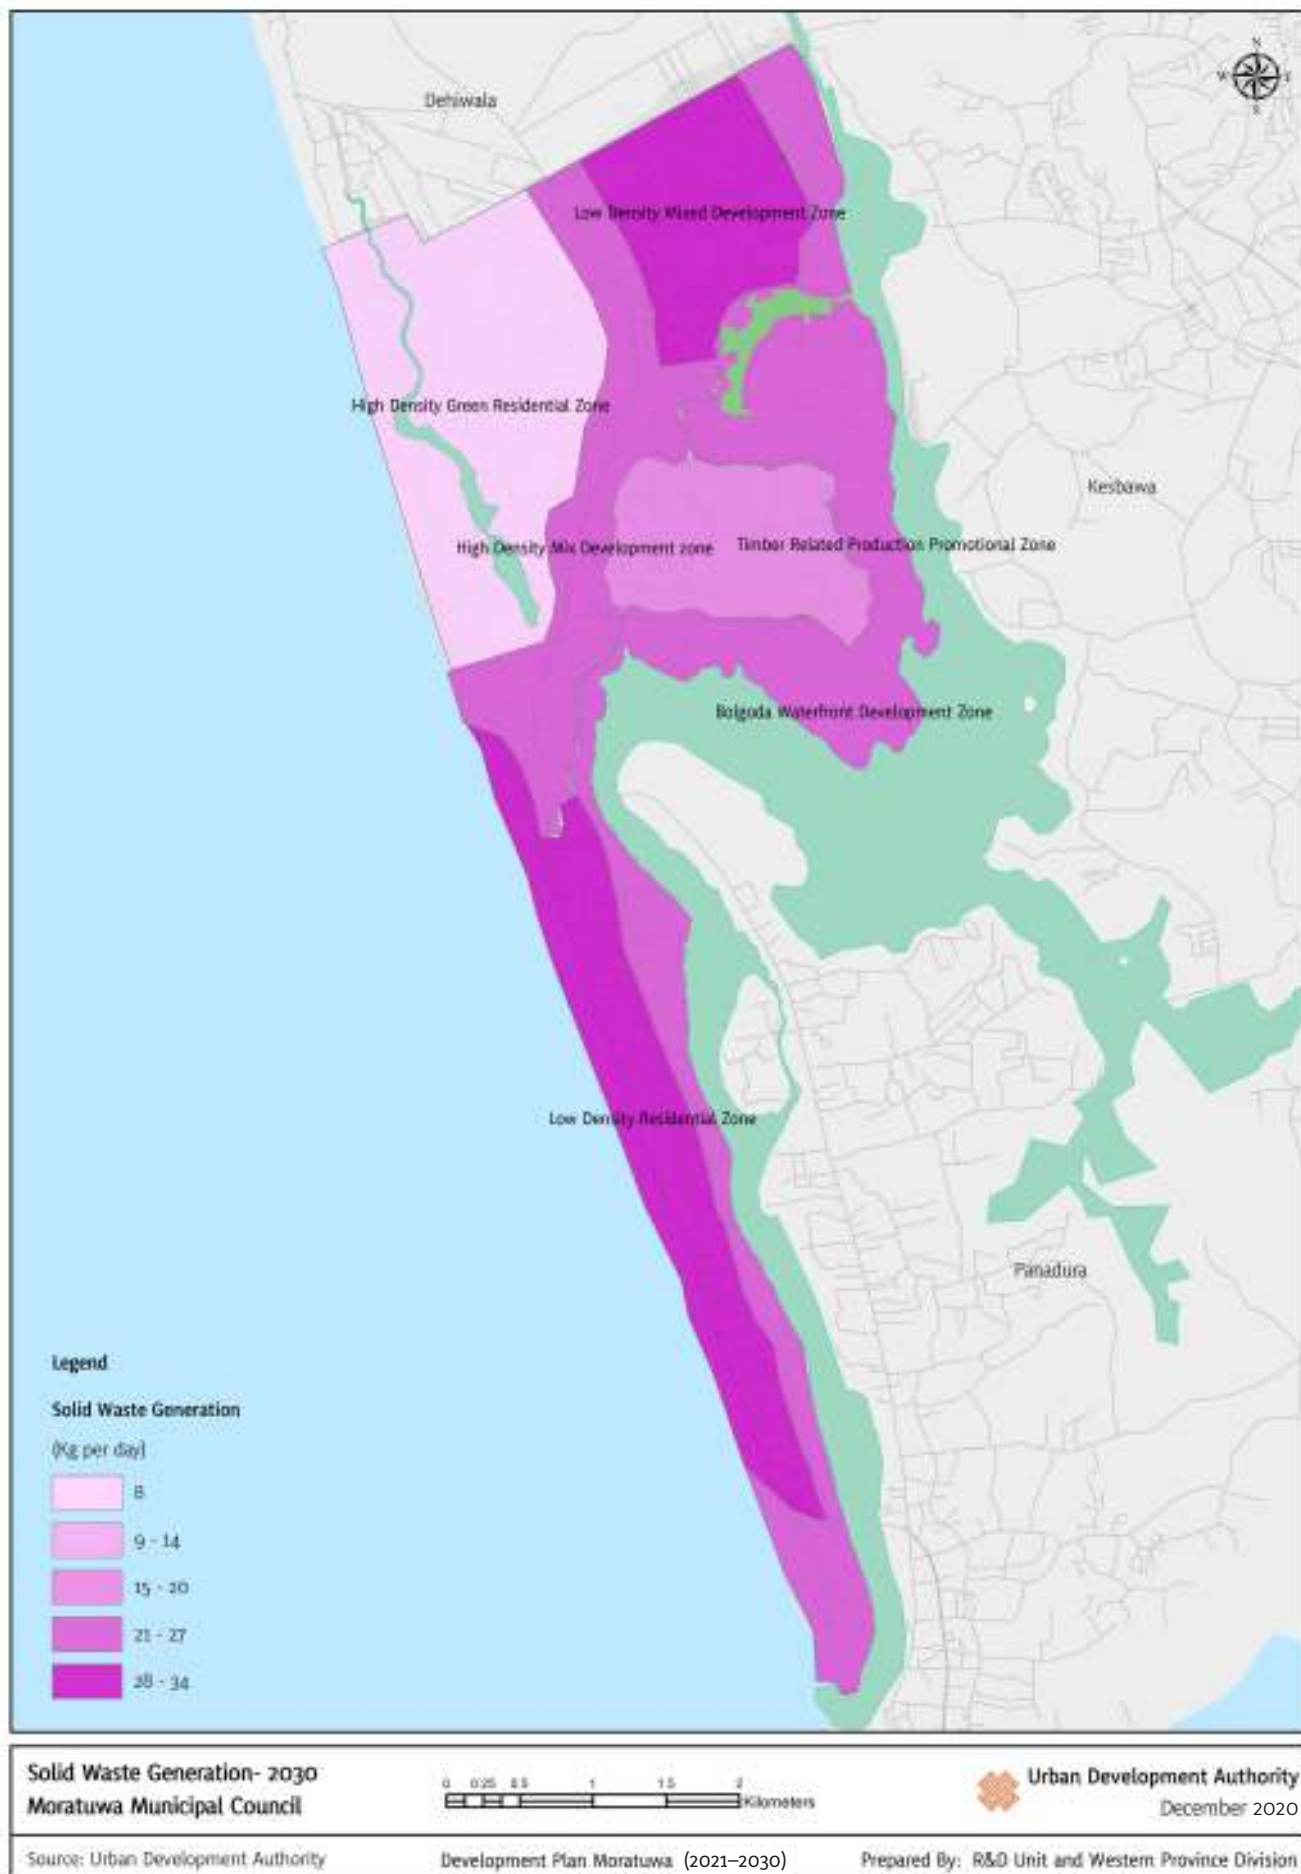 N
W
E
S
Dehiwala
Low Density Mixed Development Zone
High Density Green Residential Zone
Kesbawa
High Density Mix Development zone
Timber Related Production Promotional Zone
Bolgoda Waterfront Development Zone
Low Density Residential Zone
Panadura
Legend
Solid Waste Generation
(Kg per day)
8
9 - 14
15 - 20
21 - 27
28 - 34
Solid Waste Generation- 2030
Moratuwa Municipal Council
0 0.25 0.5 1 1.5 2
Kilometers
Urban Development Authority
December 2020
Source: Urban Development Authority
Development Plan Moratuwa (2021–2030)
Prepared By: R&D Unit and Western Province Division